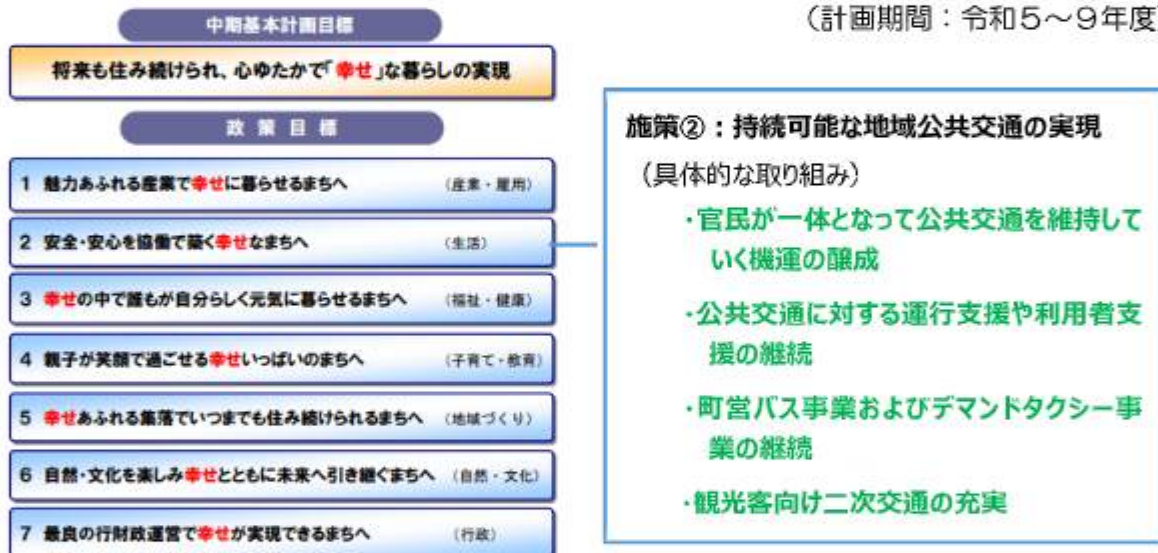 (計画期間:令和5~9年度
中期基本計画目標
将来も住み続けられ、心ゆたかで「幸せ」な暮らしの実現
政策目標
1 魅力あふれる産業で幸せに暮らせるまちへ (産業・雇用)
2 安全・安心を協働で築く幸せなまちへ (生活)
3 幸せの中で誰もが自分らしく元気に暮らせるまちへ (福祉・健康)
4 親子が笑顔で過ごせる幸せいっぱいのまちへ (子育て・教育)
5 幸せあふれる集落でいつまでも住み続けられるまちへ (地域づくり)
6 自然・文化を楽しみ幸せとともに未来へ引き継ぐまちへ (自然・文化)
7 最良の行財政運営で幸せが実現できるまちへ (行政)
施策②:持続可能な地域公共交通の実現
(具体的な取り組み)
・官民が一体となって公共交通を維持して
いく機運の醸成
・公共交通に対する運行支援や利用者支
援の継続
・町営バス事業およびデマンドタクシー事
業の継続
・観光客向け二次交通の充実